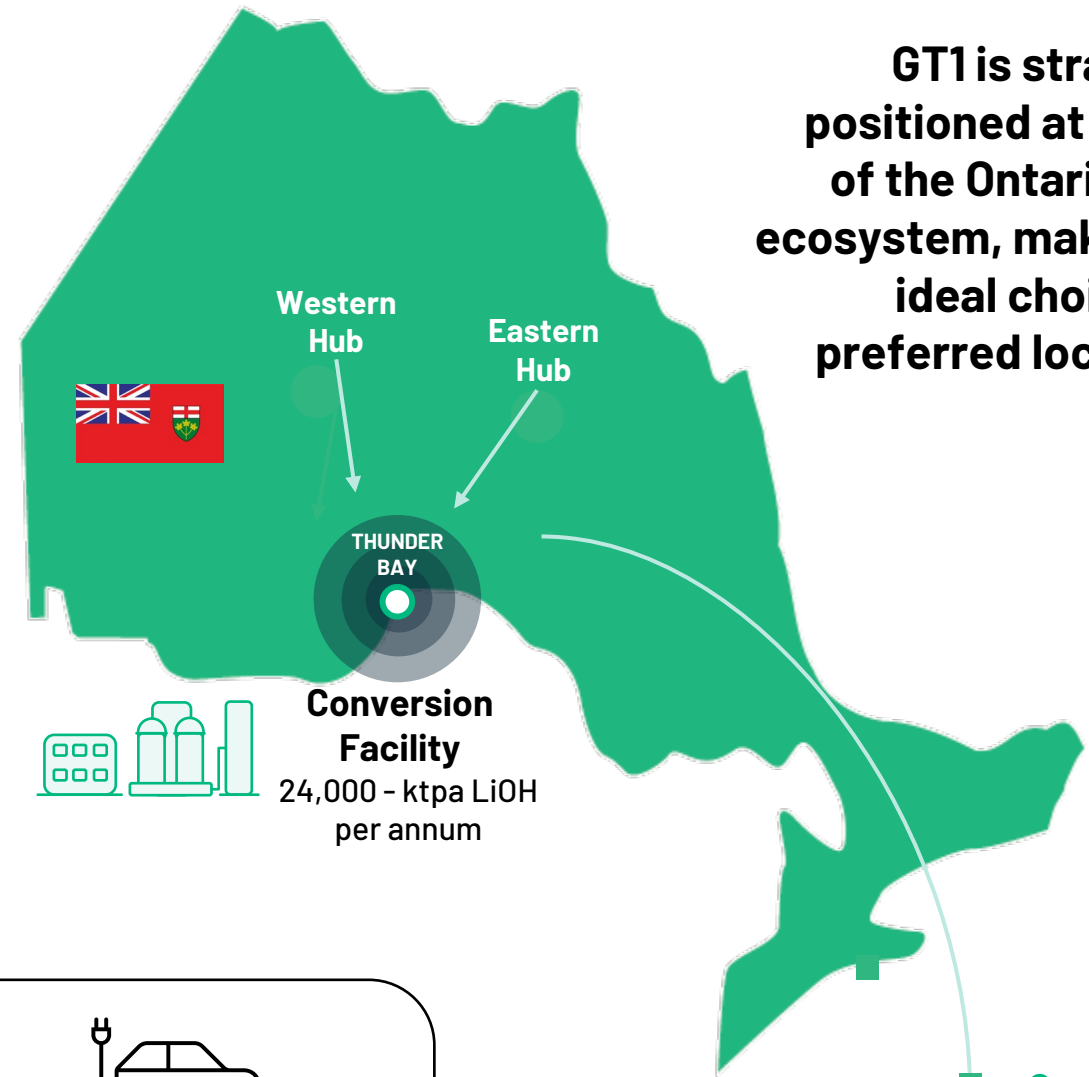 GT1 is stra
positioned at
of the Ontari
ecosystem, mak
ideal choi
preferred loc
Western
Hub
Eastern
Hub
THUNDER
BAY
Conversion
Facility
24,000 - ktpa LiOH
per annum